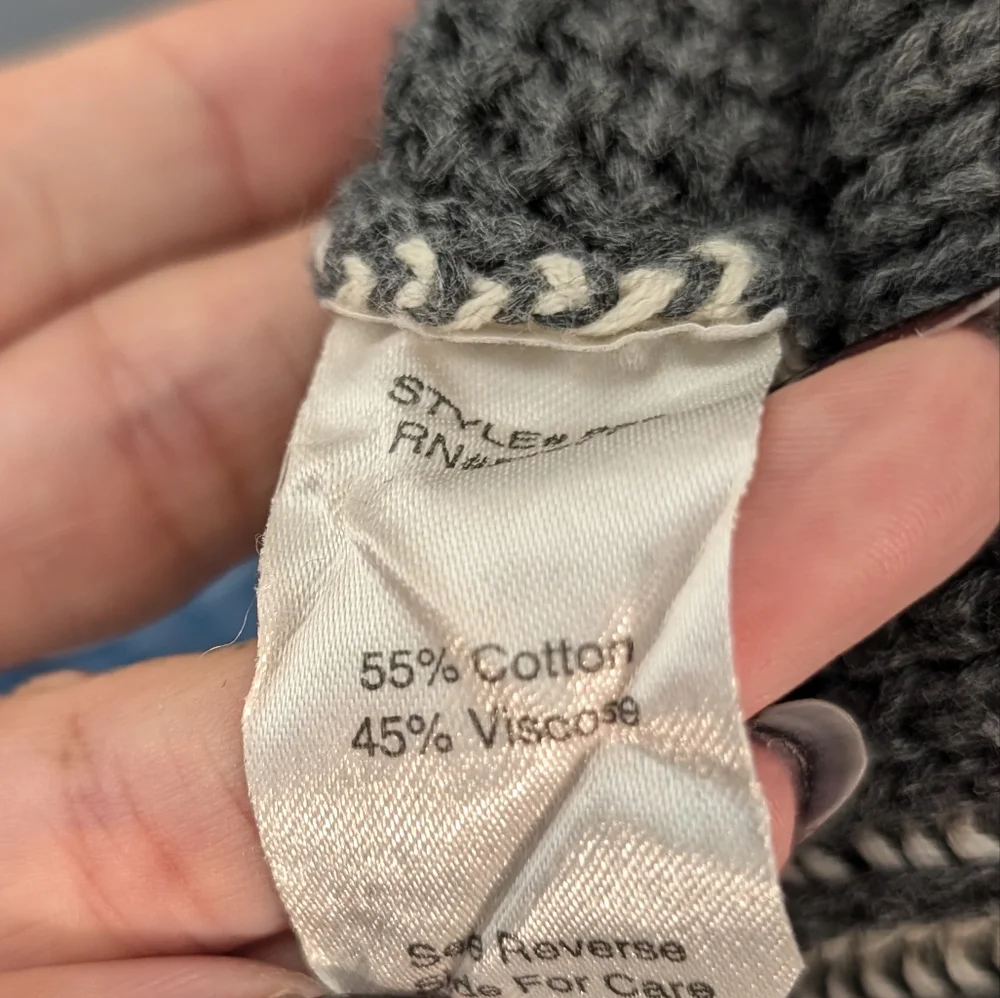 STYLE#
RN#
55% Cotton
45% Viscose
See Reverse
Side For Care